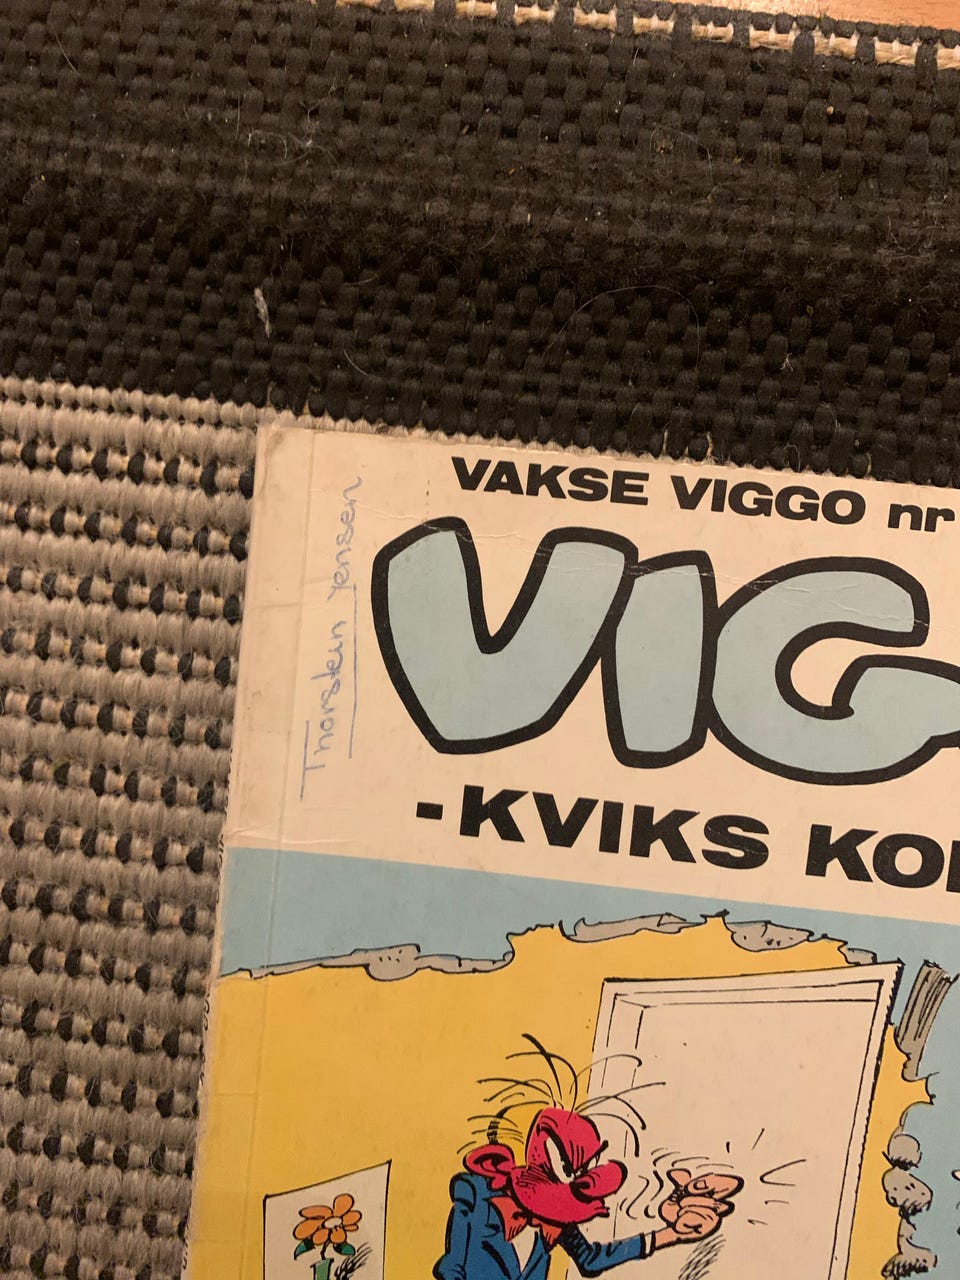 VAKSE VIGGO nr
VIG
-KVIKS KO
Thorstein Jensen